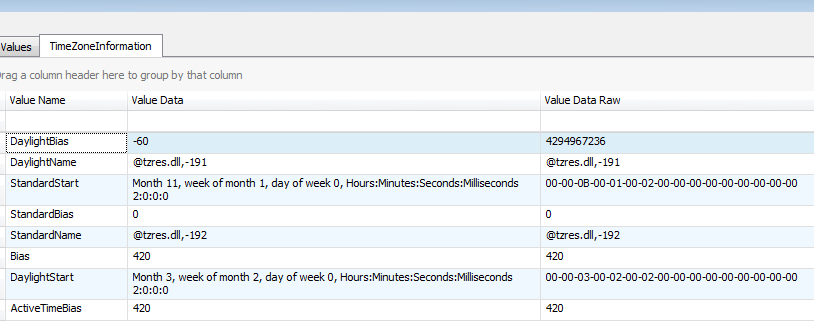 Values TimeZoneInformation
Drag a column header here to group by that column
Value Name Value Data Value Data Raw
DaylightBias -60 4294967236
DaylightName @tzres.dll,-191 @tzres.dll,-191
StandardStart Month 11, week of month 1, day of week 0, Hours:Minutes:Seconds:Milliseconds 00-00-0B-00-01-00-02-00-00-00-00-00-00-00-00-00
2:0:0:0
StandardBias 0 0
StandardName @tzres.dll,-192 @tzres.dll,-192
Bias 420 420
DaylightStart Month 3, week of month 2, day of week 0, Hours:Minutes:Seconds:Milliseconds 00-00-03-00-02-00-02-00-00-00-00-00-00-00-00-00
2:0:0:0
ActiveTimeBias 420 420